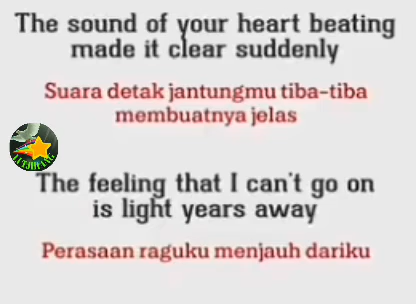 The sound of your heart beating
made it clear suddenly
Suara detak jantungmu tiba-tiba
membuatnya jelas
The feeling that I can't go on
is light years away
Perasaan raguku menjauh dariku